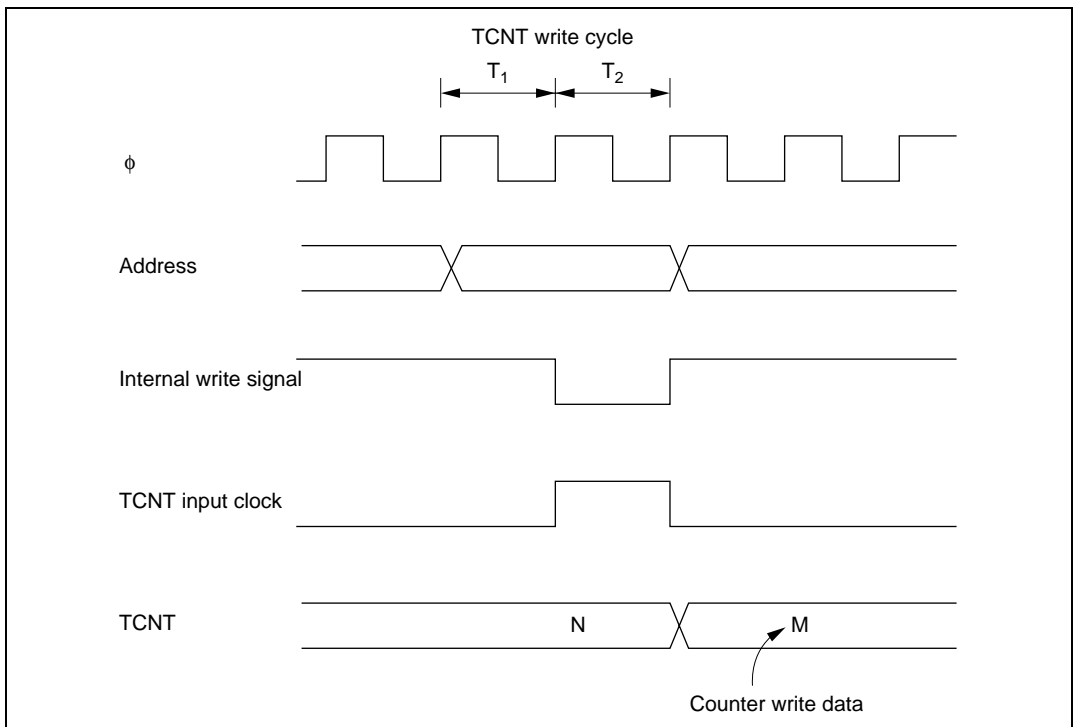 TCNT write cycle
T1 T2
ϕ
Address
Internal write signal
TCNT input clock
TCNT N M
Counter write data